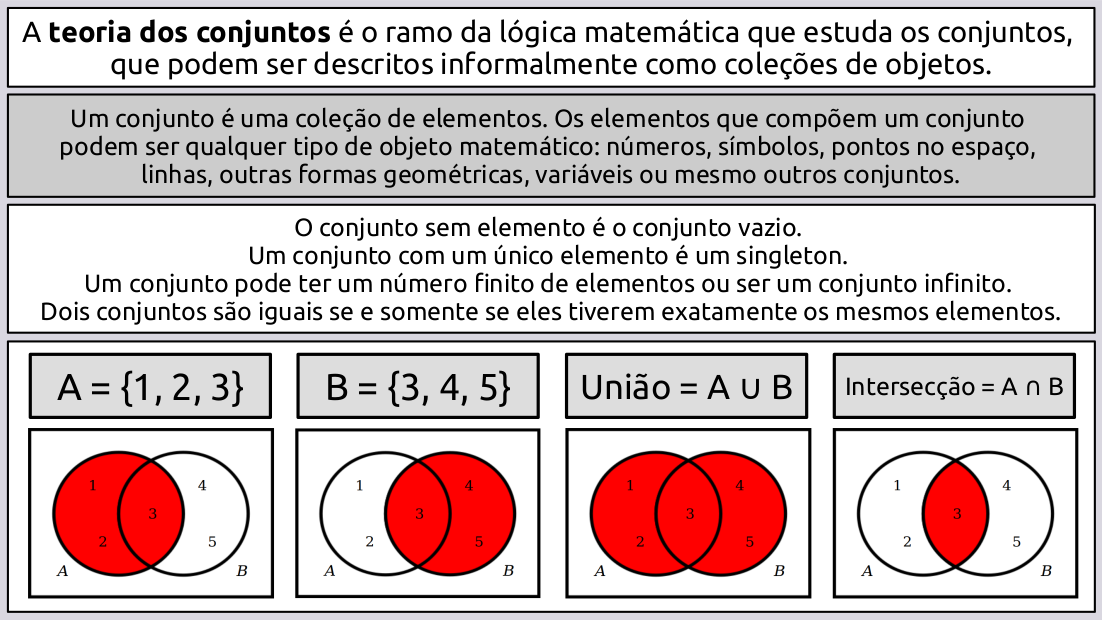 A teoria dos conjuntos é o ramo da lógica matemática que estuda os conjuntos,
que podem ser descritos informalmente como coleções de objetos.
Um conjunto é uma coleção de elementos. Os elementos que compõem um conjunto
podem ser qualquer tipo de objeto matemático: números, símbolos, pontos no espaço,
linhas, outras formas geométricas, variáveis ou mesmo outros conjuntos.
O conjunto sem elemento é o conjunto vazio.
Um conjunto com um único elemento é um singleton.
Um conjunto pode ter um número finito de elementos ou ser um conjunto infinito.
Dois conjuntos são iguais se e somente se eles tiverem exatamente os mesmos elementos.
A = {1, 2, 3}
B = {3, 4, 5}
União = A ∪ B
Intersecção = A ∩ B
1 4
3
2 5
A B
1 4
3
2 5
A B
1 4
3
2 5
A B
1 4
3
2 5
A B